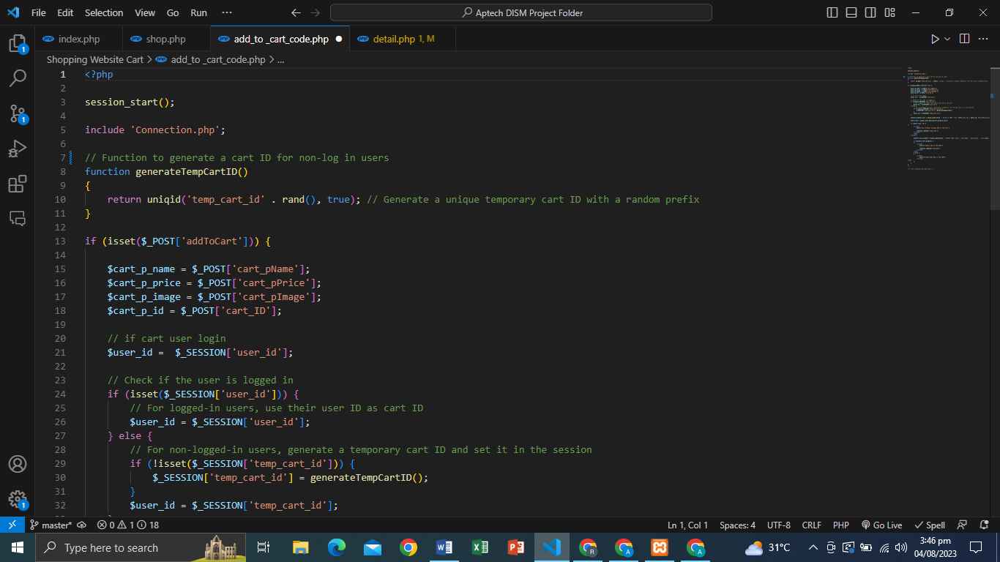 File Edit Selection View Go Run ··· Aptech DISM Project Folder
index.php shop.php add_to _cart_code.php detail.php 1, M
Shopping Website Cart > add_to _cart_code.php > ...
1 <?php
2
3 session_start();
4
5 include 'Connection.php';
6
7 // Function to generate a cart ID for non-log in users
8 function generateTempCartID()
9 {
10 return uniqid('temp_cart_id' . rand(), true); // Generate a unique temporary cart ID with a random prefix
11 }
12
13 if (isset($_POST['addToCart'])) {
14
15 $cart_p_name = $_POST['cart_pName'];
16 $cart_p_price = $_POST['cart_pPrice'];
17 $cart_p_image = $_POST['cart_pImage'];
18 $cart_p_id = $_POST['cart_ID'];
19
20 // if cart user login
21 $user_id =  $_SESSION['user_id'];
22
23 // Check if the user is logged in
24 if (isset($_SESSION['user_id'])) {
25 // For logged-in users, use their user ID as cart ID
26 $user_id = $_SESSION['user_id'];
27 } else {
28 // For non-logged-in users, generate a temporary cart ID and set it in the session
29 if (!isset($_SESSION['temp_cart_id'])) {
30 $_SESSION['temp_cart_id'] = generateTempCartID();
31 }
32 $user_id = $_SESSION['temp_cart_id'];
master* 0 1 18 Ln 1, Col 1 Spaces: 4 UTF-8 CRLF PHP Go Live Spell
Type here to search 31°C 3:46 pm
04/08/2023